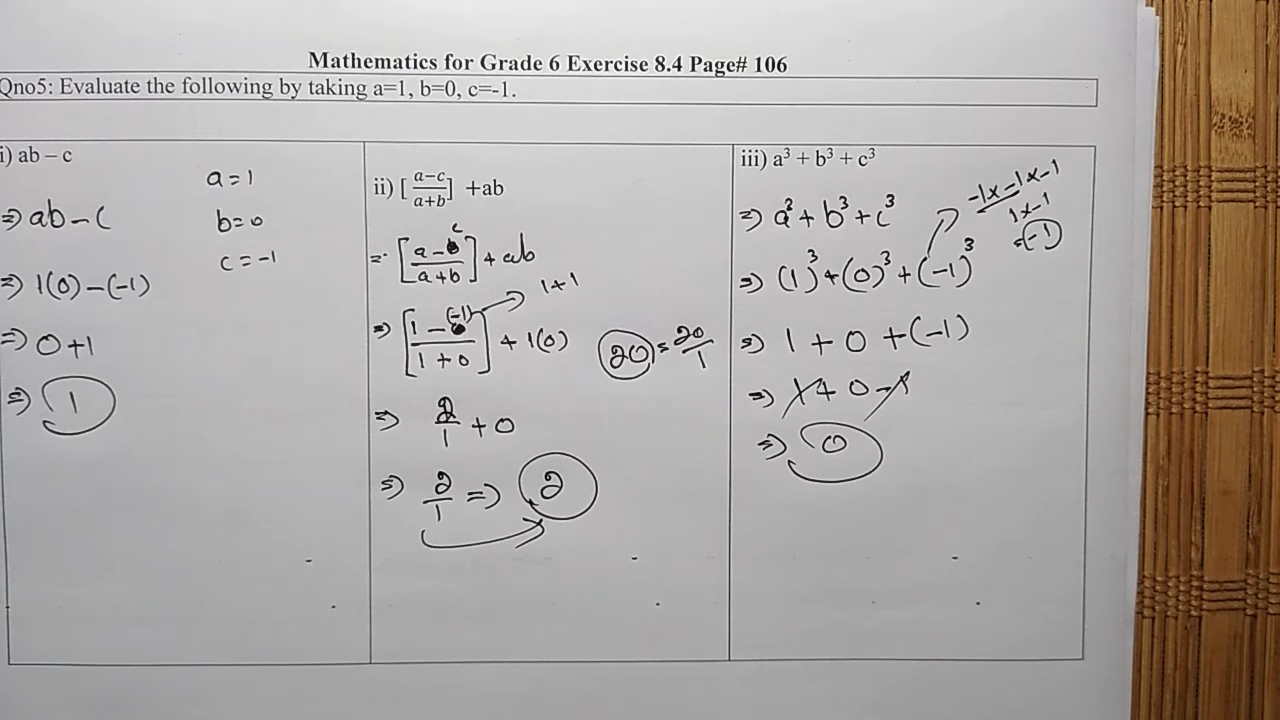 Mathematics for Grade 6 Exercise 8.4 Page# 106
Qno5: Evaluate the following by taking a=1, b=0, c=-1.
i) ab – c
a = 1
b = 0
c = -1
⇒ ab - c
⇒ 1(0) - (-1)
⇒ 0+1
⇒ 1
ii) [(a−c)/(a+b)] +ab
= [(a - c)/(a+b)] + ab
⇒ [(1 - (-1))/(1 + 0)] + 1(0)
1 + 1
20 = 20/1
⇒ 2/1 + 0
⇒ 2/1 ⇒ 2
iii) a³ + b³ + c³
⇒ a³ + b³ + c³
-1x-1x-1
1x-1
= -1
⇒ (1)³ + (0)³ + (-1)³
⇒ 1 + 0 + (-1)
⇒ 1 + 0 - 1
⇒ 0